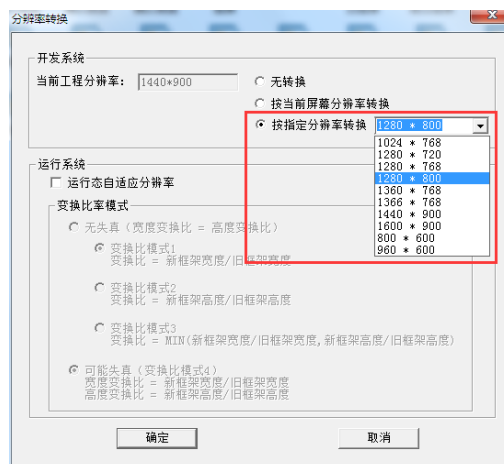 分辨率转换
开发系统
当前工程分辨率： 1440*900
无转换
按当前屏幕分辨率转换
按指定分辨率转换 1280 * 800
1024 * 768
1280 * 720
1280 * 768
1280 * 800
1360 * 768
1366 * 768
1440 * 900
1600 * 900
800 * 600
960 * 600
运行系统
运行态自适应分辨率
变换比率模式
无失真（宽度变换比 = 高度变换比）
变换比模式1
变换比 = 新框架宽度/旧框架宽度
变换比模式2
变换比 = 新框架高度/旧框架高度
变换比模式3
变换比 = MIN(新框架宽度/旧框架宽度,新框架高度/旧框架高度)
可能失真（变换比模式4）
宽度变换比 = 新框架宽度/旧框架宽度
高度变换比 = 新框架高度/旧框架高度
确定
取消